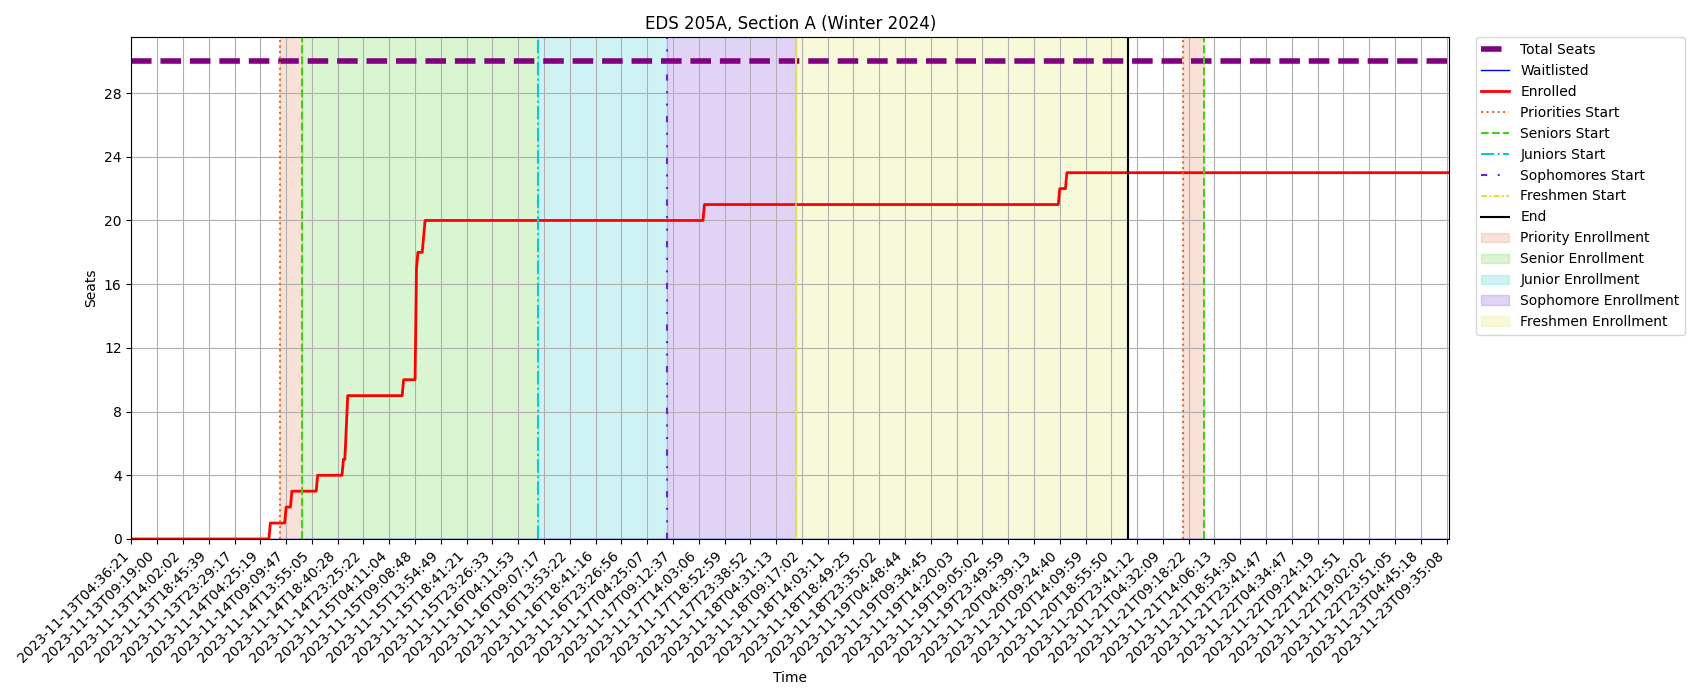 EDS 205A, Section A (Winter 2024)
Total Seats
Waitlisted
Enrolled
Priorities Start
Seniors Start
Juniors Start
Sophomores Start
Freshmen Start
End
Priority Enrollment
Senior Enrollment
Junior Enrollment
Sophomore Enrollment
Freshmen Enrollment
Seats
28
24
20
16
12
8
4
0
2023-11-13T04:36:21
2023-11-13T09:19:00
2023-11-13T14:02:02
2023-11-13T18:45:39
2023-11-13T23:29:17
2023-11-14T04:25:19
2023-11-14T09:09:47
2023-11-14T13:55:05
2023-11-14T18:40:28
2023-11-14T23:25:22
2023-11-15T04:11:04
2023-11-15T09:08:48
2023-11-15T13:54:49
2023-11-15T18:41:21
2023-11-15T23:26:33
2023-11-16T04:11:53
2023-11-16T09:07:17
2023-11-16T13:53:22
2023-11-16T18:41:16
2023-11-16T23:26:56
2023-11-17T04:25:07
2023-11-17T09:12:37
2023-11-17T14:03:06
2023-11-17T18:52:59
2023-11-17T23:38:52
2023-11-18T04:31:13
2023-11-18T09:17:02
2023-11-18T14:03:11
2023-11-18T18:49:25
2023-11-18T23:35:02
2023-11-19T04:48:44
2023-11-19T09:34:45
2023-11-19T14:20:03
2023-11-19T19:05:02
2023-11-19T23:49:59
2023-11-20T04:39:13
2023-11-20T09:24:40
2023-11-20T14:09:59
2023-11-20T18:55:50
2023-11-20T23:41:12
2023-11-21T04:32:09
2023-11-21T09:18:22
2023-11-21T14:06:13
2023-11-21T18:54:30
2023-11-21T23:41:47
2023-11-22T04:34:47
2023-11-22T09:24:19
2023-11-22T14:12:51
2023-11-22T19:02:02
2023-11-22T23:51:05
2023-11-23T04:45:18
2023-11-23T09:35:08
Time